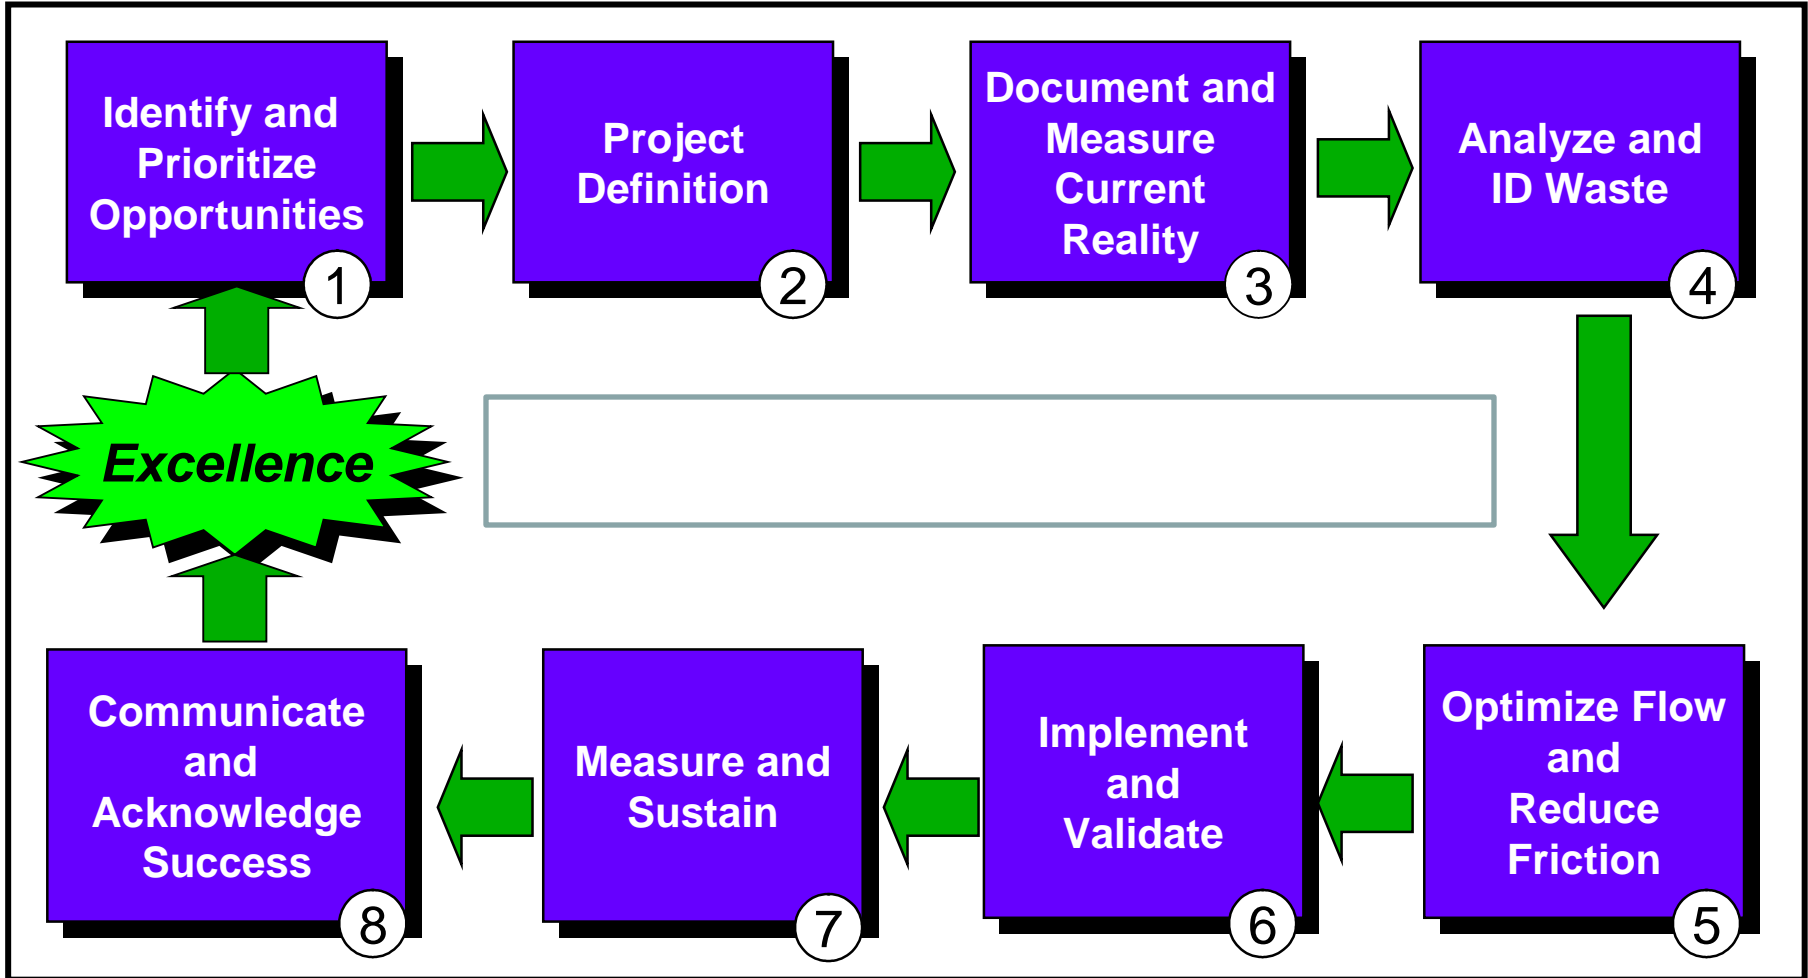 Identify and
Prioritize
Opportunities
1
Project
Definition
2
Document and
Measure
Current
Reality
3
Analyze and
ID Waste
4
Optimize Flow
and
Reduce
Friction
5
Implement
and
Validate
6
Measure and
Sustain
7
Communicate
and
Acknowledge
Success
8
Excellence